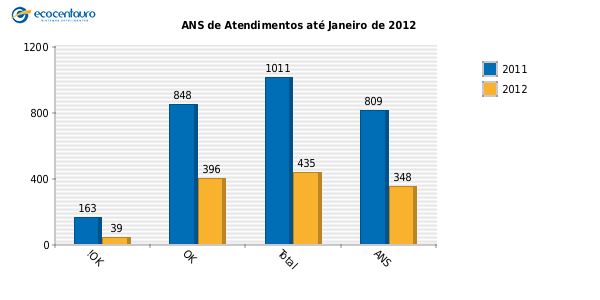 ecocentauro
ANS de Atendimentos até Janeiro de 2012
1200
800
400
0
163
39
848
396
1011
435
809
348
!OK
OK
Total
ANS
2011
2012